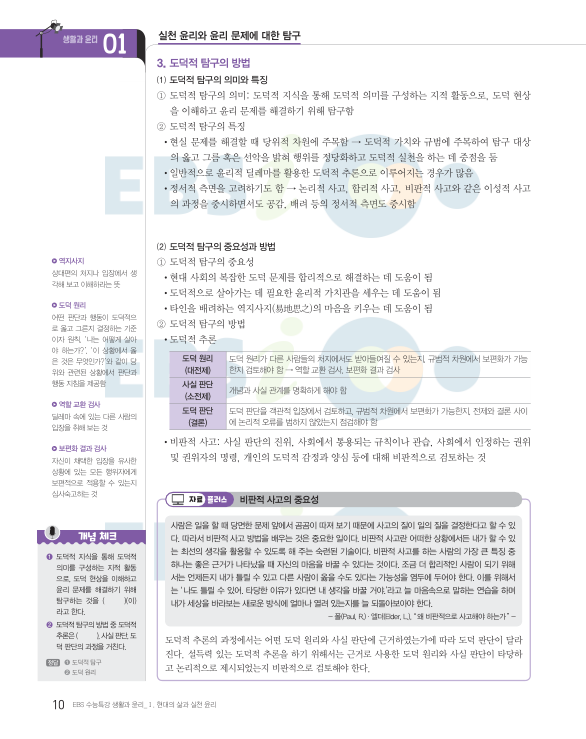 생활과 윤리 01
실천 윤리와 윤리 문제에 대한 탐구
3. 도덕적 탐구의 방법
(1) 도덕적 탐구의 의미와 특징
① 도덕적 탐구의 의미: 도덕적 지식을 통해 도덕적 의미를 구성하는 지적 활동으로, 도덕 현상
을 이해하고 윤리 문제를 해결하기 위해 탐구함
② 도덕적 탐구의 특징
• 현실 문제를 해결할 때 당위적 차원에 주목함 → 도덕적 가치와 규범에 주목하여 탐구 대상
의 옳고 그름 혹은 선악을 밝혀 행위를 정당화하고 도덕적 실천을 하는 데 중점을 둠
• 일반적으로 윤리적 딜레마를 활용한 도덕적 추론으로 이루어지는 경우가 많음
• 정서적 측면을 고려하기도 함 → 논리적 사고, 합리적 사고, 비판적 사고와 같은 이성적 사고
의 과정을 중시하면서도 공감, 배려 등의 정서적 측면도 중시함
EBSi
(2) 도덕적 탐구의 중요성과 방법
① 도덕적 탐구의 중요성
• 현대 사회의 복잡한 도덕 문제를 합리적으로 해결하는 데 도움이 됨
• 도덕적으로 살아가는 데 필요한 윤리적 가치관을 세우는 데 도움이 됨
• 타인을 배려하는 역지사지(易地思之)의 마음을 키우는 데 도움이 됨
② 도덕적 탐구의 방법
• 도덕적 추론
도덕 원리
(대전제)
도덕 원리가 다른 사람들의 처지에서도 받아들여질 수 있는지, 규범적 차원에서 보편화가 가능
한지 검토해야 함 → 역할 교환 검사, 보편화 결과 검사
사실 판단
(소전제)
개념과 사실 관계를 명확하게 해야 함
도덕 판단
(결론)
도덕 판단을 객관적 입장에서 검토하고, 규범적 차원에서 보편화가 가능한지, 전제와 결론 사이
에 논리적 오류를 범하지 않았는지 점검해야 함
• 비판적 사고: 사실 판단의 진위, 사회에서 통용되는 규칙이나 관습, 사회에서 인정하는 권위
및 권위자의 명령, 개인의 도덕적 감정과 양심 등에 대해 비판적으로 검토하는 것
역지사지
상대편의 처지나 입장에서 생
각해 보고 이해하라는 뜻
도덕 원리
어떤 판단과 행동이 도덕적으
로 옳고 그른지 결정하는 기준
이자 원칙. '나는 어떻게 살아
야 하는가?', '이 상황에서 옳
은 것은 무엇인가?'와 같이 당
위와 관련된 상황에서 판단과
행동 지침을 제공함
역할 교환 검사
딜레마 속에 있는 다른 사람의
입장을 취해 보는 것
보편화 결과 검사
자신이 채택한 입장을 유사한
상황에 있는 모든 행위자에게
보편적으로 적용할 수 있는지
심사숙고하는 것
개념 체크
❶ 도덕적 지식을 통해 도덕적
의미를 구성하는 지적 활동
으로, 도덕 현상을 이해하고
윤리 문제를 해결하기 위해
탐구하는 것을 ( )(이)
라고 한다.
❷ 도덕적 탐구의 방법 중 도덕적
추론은 ( ), 사실 판단, 도
덕 판단의 과정을 거친다.
정답
❶ 도덕적 탐구
❷ 도덕 원리
자료 플러스 비판적 사고의 중요성
사람은 일을 할 때 당면한 문제 앞에서 곰곰이 따져 보기 때문에 사고의 질이 일의 질을 결정한다고 할 수 있
다. 따라서 비판적 사고 방법을 배우는 것은 중요한 일이다. 비판적 사고란 어떠한 상황에서든 내가 할 수 있
는 최선의 생각을 활용할 수 있도록 해 주는 숙련된 기술이다. 비판적 사고를 하는 사람의 가장 큰 특징 중
하나는 좋은 근거가 나타났을 때 자신의 마음을 바꿀 수 있다는 것이다. 조금 더 합리적인 사람이 되기 위해
서는 언제든지 내가 틀릴 수 있고 다른 사람이 옳을 수도 있다는 가능성을 염두에 두어야 한다. 이를 위해서
는 '나도 틀릴 수 있어. 타당한 이유가 있다면 내 생각을 바꿀 거야.'라고 늘 마음속으로 말하는 연습을 하며
내가 세상을 바라보는 새로운 방식에 얼마나 열려 있는지를 늘 되돌아보아야 한다.
– 폴(Paul, R.)·엘더(Elder, L.), "왜 비판적으로 사고해야 하는가" –
도덕적 추론의 과정에서는 어떤 도덕 원리와 사실 판단에 근거하였는가에 따라 도덕 판단이 달라
진다. 설득력 있는 도덕적 추론을 하기 위해서는 근거로 사용한 도덕 원리와 사실 판단이 타당하
고 논리적으로 제시되었는지 비판적으로 검토해야 한다.
10 EBS 수능특강 생활과 윤리_ I. 현대의 삶과 실천 윤리